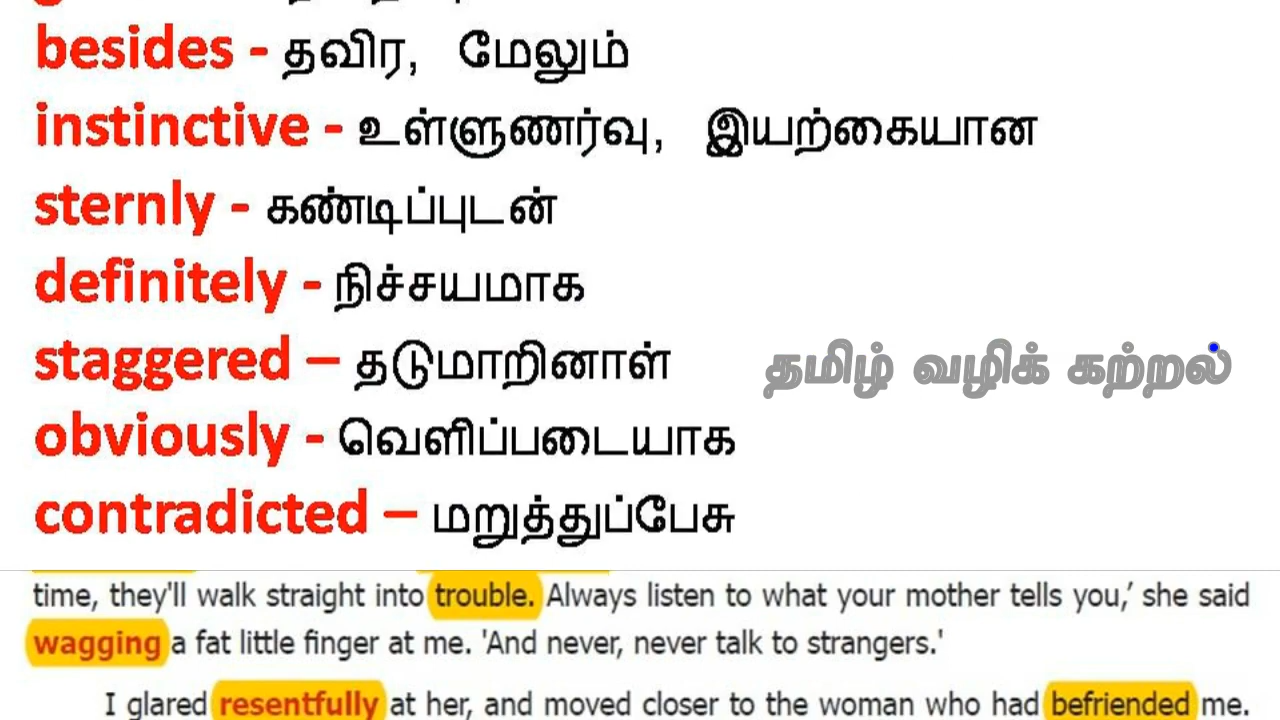 besides - தவிர, மேலும்
instinctive - உள்ளுணர்வு, இயற்கையான
sternly - கண்டிப்புடன்
definitely - நிச்சயமாக
staggered – தடுமாறினாள்
தமிழ் வழிக் கற்றல்
obviously - வெளிப்படையாக
contradicted – மறுத்துப்பேசு
time, they'll walk straight into trouble. Always listen to what your mother tells you,’ she said
wagging a fat little finger at me. 'And never, never talk to strangers.'
I glared resentfully at her, and moved closer to the woman who had befriended me.